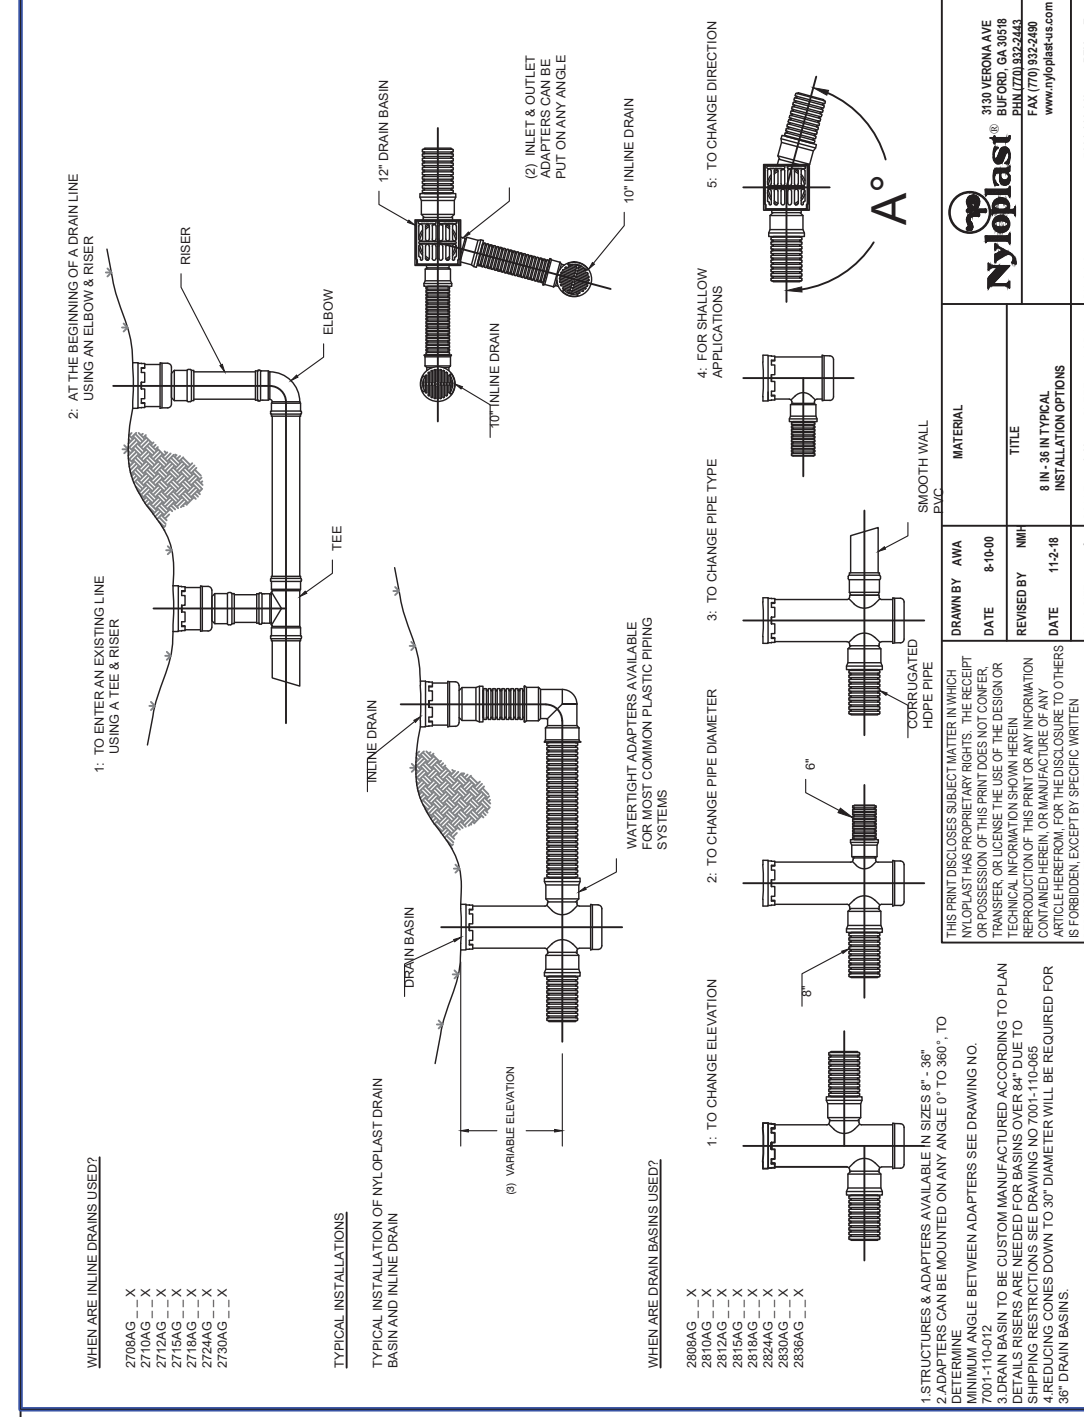 WHEN ARE INLINE DRAINS USED?
2708AG _ _ X
2710AG _ _ X
2712AG _ _ X
2715AG _ _ X
2718AG _ _ X
2724AG _ _ X
2730AG _ _ X
1: TO ENTER AN EXISTING LINE
USING A TEE & RISER
2: AT THE BEGINNING OF A DRAIN LINE
USING AN ELBOW & RISER
RISER
ELBOW
TEE
TYPICAL INSTALLATIONS
TYPICAL INSTALLATION OF NYLOPLAST DRAIN
BASIN AND INLINE DRAIN
INLINE DRAIN
DRAIN BASIN
(3) VARIABLE ELEVATION
WATERTIGHT ADAPTERS AVAILABLE
FOR MOST COMMON PLASTIC PIPING
SYSTEMS
12" DRAIN BASIN
(2) INLET & OUTLET
ADAPTERS CAN BE
PUT ON ANY ANGLE
10" INLINE DRAIN
10" INLINE DRAIN
WHEN ARE DRAIN BASINS USED?
2808AG _ _ X
2810AG _ _ X
2812AG _ _ X
2815AG _ _ X
2818AG _ _ X
2824AG _ _ X
2830AG _ _ X
2836AG _ _ X
1: TO CHANGE ELEVATION
2: TO CHANGE PIPE DIAMETER
8"
6"
3: TO CHANGE PIPE TYPE
CORRUGATED
HDPE PIPE
SMOOTH WALL
PVC
4: FOR SHALLOW
APPLICATIONS
5: TO CHANGE DIRECTION
A°
1.STRUCTURES & ADAPTERS AVAILABLE IN SIZES 8" - 36"
2.ADAPTERS CAN BE MOUNTED ON ANY ANGLE 0° TO 360°, TO
DETERMINE
MINIMUM ANGLE BETWEEN ADAPTERS SEE DRAWING NO.
7001-110-012
3.DRAIN BASIN TO BE CUSTOM MANUFACTURED ACCORDING TO PLAN
DETAILS RISERS ARE NEEDED FOR BASINS OVER 84" DUE TO
SHIPPING RESTRICTIONS SEE DRAWING NO 7001-110-065
4.REDUCING CONES DOWN TO 30" DIAMETER WILL BE REQUIRED FOR
36" DRAIN BASINS.
THIS PRINT DISCLOSES SUBJECT MATTER IN WHICH
NYLOPLAST HAS PROPRIETARY RIGHTS. THE RECEIPT
OR POSSESSION OF THIS PRINT DOES NOT CONFER,
TRANSFER, OR LICENSE THE USE OF THE DESIGN OR
TECHNICAL INFORMATION SHOWN HEREIN
REPRODUCTION OF THIS PRINT OR ANY INFORMATION
CONTAINED HEREIN, OR MANUFACTURE OF ANY
ARTICLE HEREFROM, FOR THE DISCLOSURE TO OTHERS
IS FORBIDDEN, EXCEPT BY SPECIFIC WRITTEN
DRAWN BY AWA
DATE 8-10-00
REVISED BY NMH
DATE 11-2-18
MATERIAL
TITLE
8 IN - 36 IN TYPICAL
INSTALLATION OPTIONS
Nyloplast®
3130 VERONA AVE
BUFORD, GA 30518
PHN (770) 932-2443
FAX (770) 932-2490
www.nyloplast-us.com